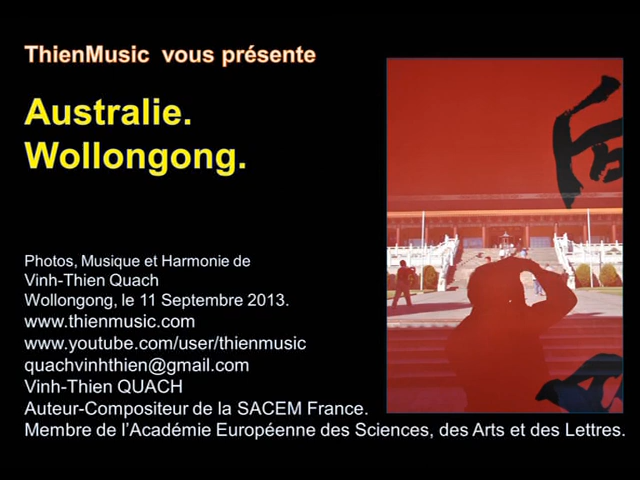 ThienMusic vous présente
Australie.
Wollongong.
Photos, Musique et Harmonie de
Vinh-Thien Quach
Wollongong, le 11 Septembre 2013.
www.thienmusic.com
www.youtube.com/user/thienmusic
quachvinhthien@gmail.com
Vinh-Thien QUACH
Auteur-Compositeur de la SACEM France.
Membre de l’Académie Européenne des Sciences, des Arts et des Lettres.